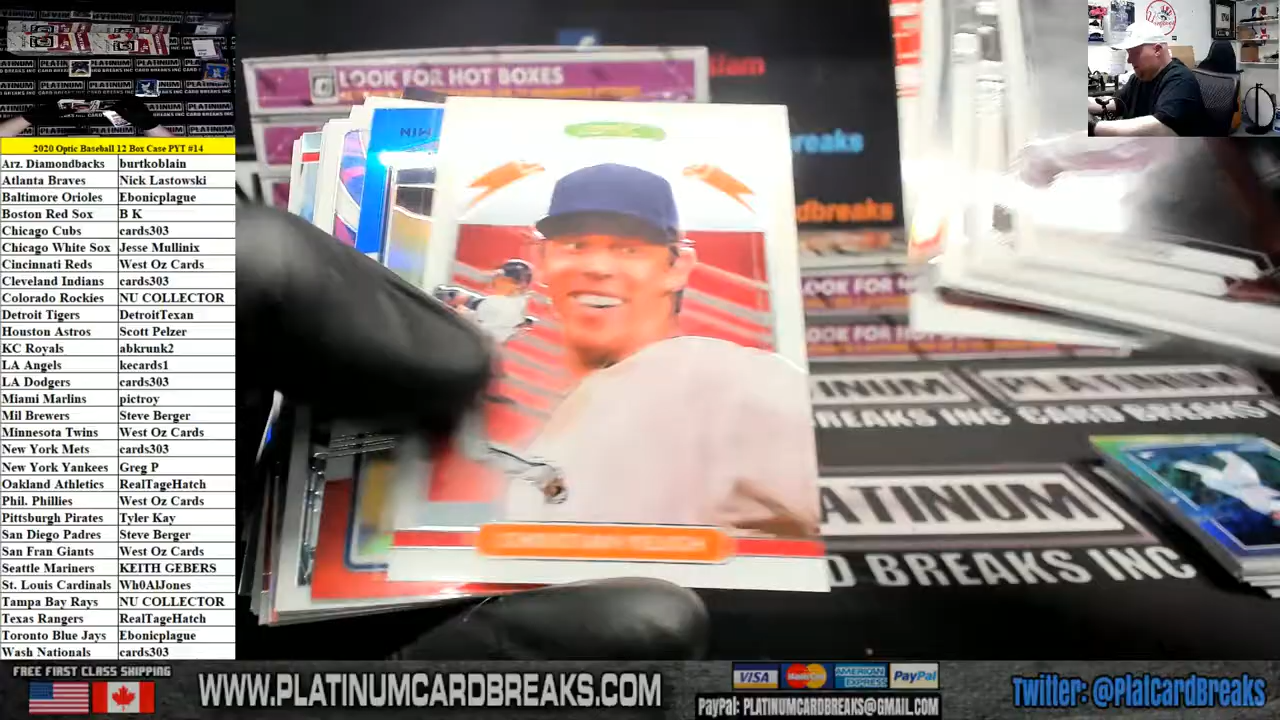 2020 Optic Baseball 12 Box Case PYT #14
Arz. Diamondbacks burtkoblain
Atlanta Braves Nick Lastowski
Baltimore Orioles Ebonicplague
Boston Red Sox B K
Chicago Cubs cards303
Chicago White Sox Jesse Mullinix
Cincinnati Reds West Oz Cards
Cleveland Indians cards303
Colorado Rockies NU COLLECTOR
Detroit Tigers DetroitTexan
Houston Astros Scott Pelzer
KC Royals abkrunk2
LA Angels kecards1
LA Dodgers cards303
Miami Marlins pictroy
Mil Brewers Steve Berger
Minnesota Twins West Oz Cards
New York Mets cards303
New York Yankees Greg P
Oakland Athletics RealTageHatch
Phil. Phillies West Oz Cards
Pittsburgh Pirates Tyler Kay
San Diego Padres Steve Berger
San Fran Giants West Oz Cards
Seattle Mariners KEITH GEBERS
St. Louis Cardinals Wh0AlJones
Tampa Bay Rays NU COLLECTOR
Texas Rangers RealTageHatch
Toronto Blue Jays Ebonicplague
Wash Nationals cards303
LOOK FOR HOT BOXES
reaks
dbreaks
LOOK FOR
LOOK FOR HOT
PLATINUM
BREAKS INC CARD BREAKS
PLATINUM
D BREAKS INC
FREE FIRST CLASS SHIPPING
WWW.PLATINUMCARDBREAKS.COM
VISA MasterCard AMERICAN EXPRESS PayPal
PayPal: PLATINUMCARDBREAKS@GMAIL.COM
Twitter: @PlatCardBreaks